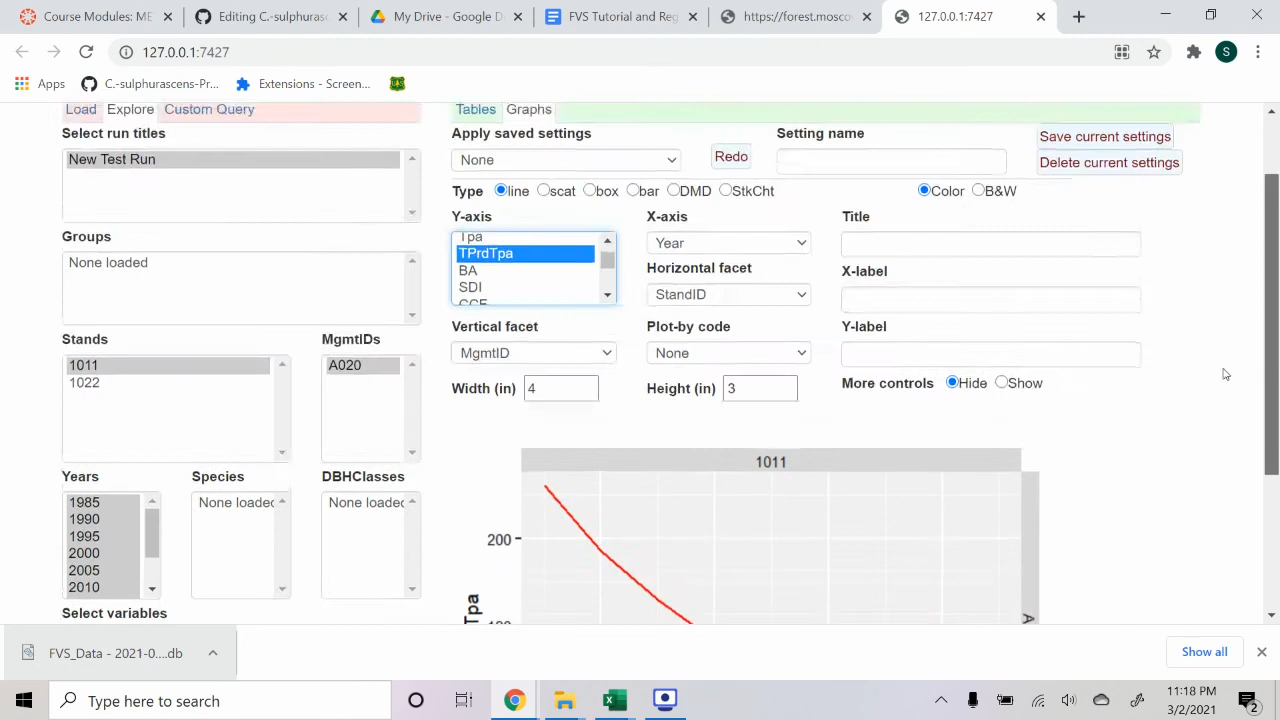 Course Modules: ME
Editing C.-sulphurasc
My Drive - Google D
FVS Tutorial and Reg
https://forest.mosco
127.0.0.1:7427
127.0.0.1:7427
S
Apps
C.-sulphurascens-Pr...
Extensions - Screen...
Load
Explore
Custom Query
Tables
Graphs
Select run titles
New Test Run
Groups
None loaded
Stands
1011
1022
MgmtIDs
A020
Years
1985
1990
1995
2000
2005
2010
Species
None loaded
DBHClasses
None loaded
Select variables
Apply saved settings
None
Redo
Setting name
Save current settings
Delete current settings
Type line scat box bar DMD StkCht
Color B&W
Y-axis
Tpa
TPrdTpa
BA
SDI
CCF
X-axis
Year
Horizontal facet
StandID
Title
X-label
Vertical facet
MgmtID
Plot-by code
None
Y-label
Width (in) 4
Height (in) 3
More controls Hide Show
1011
200
Tpa
FVS_Data - 2021-0....db
Show all
Type here to search
11:18 PM
3/2/2021
2